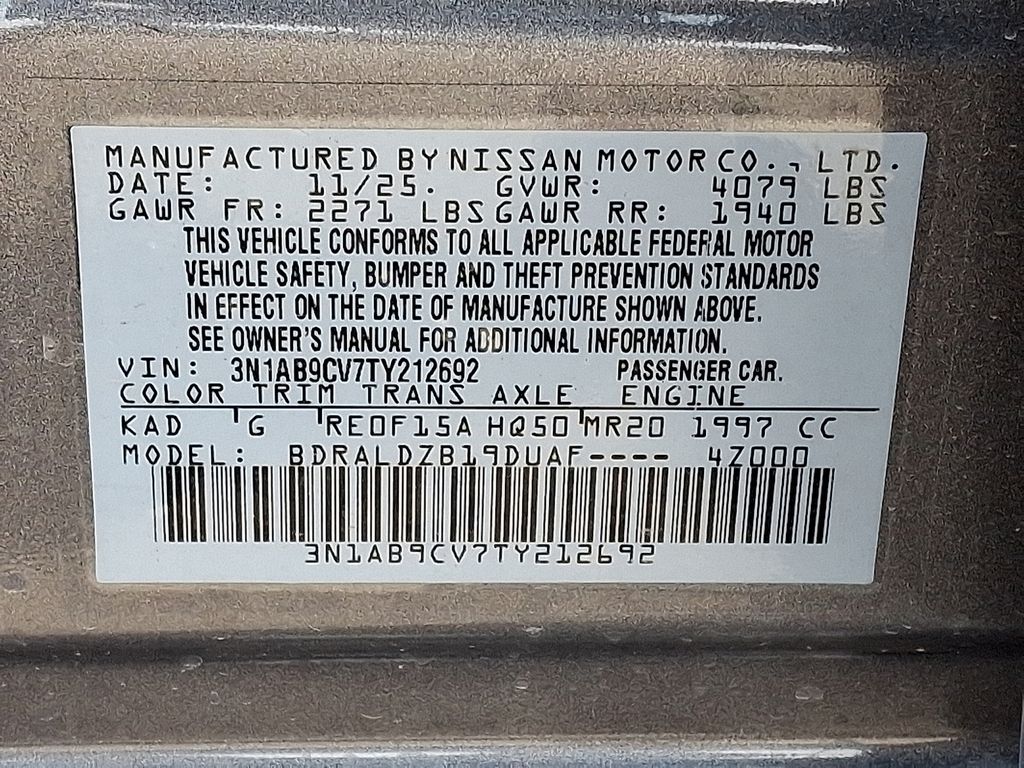 MANUFACTURED BY NISSAN MOTOR CO., LTD.
DATE: 11/25. GVWR: 4079 LBS
GAWR FR: 2271 LBS GAWR RR: 1940 LBS
THIS VEHICLE CONFORMS TO ALL APPLICABLE FEDERAL MOTOR
VEHICLE SAFETY, BUMPER AND THEFT PREVENTION STANDARDS
IN EFFECT ON THE DATE OF MANUFACTURE SHOWN ABOVE.
SEE OWNER'S MANUAL FOR ADDITIONAL INFORMATION.
VIN: 3N1AB9CV7TY212692 PASSENGER CAR.
COLOR TRIM TRANS AXLE ENGINE
KAD G RE0F15A HQ50 MR20 1997 CC
MODEL: BDRALDZB19DUAF---- 4Z000
3N1AB9CV7TY212692